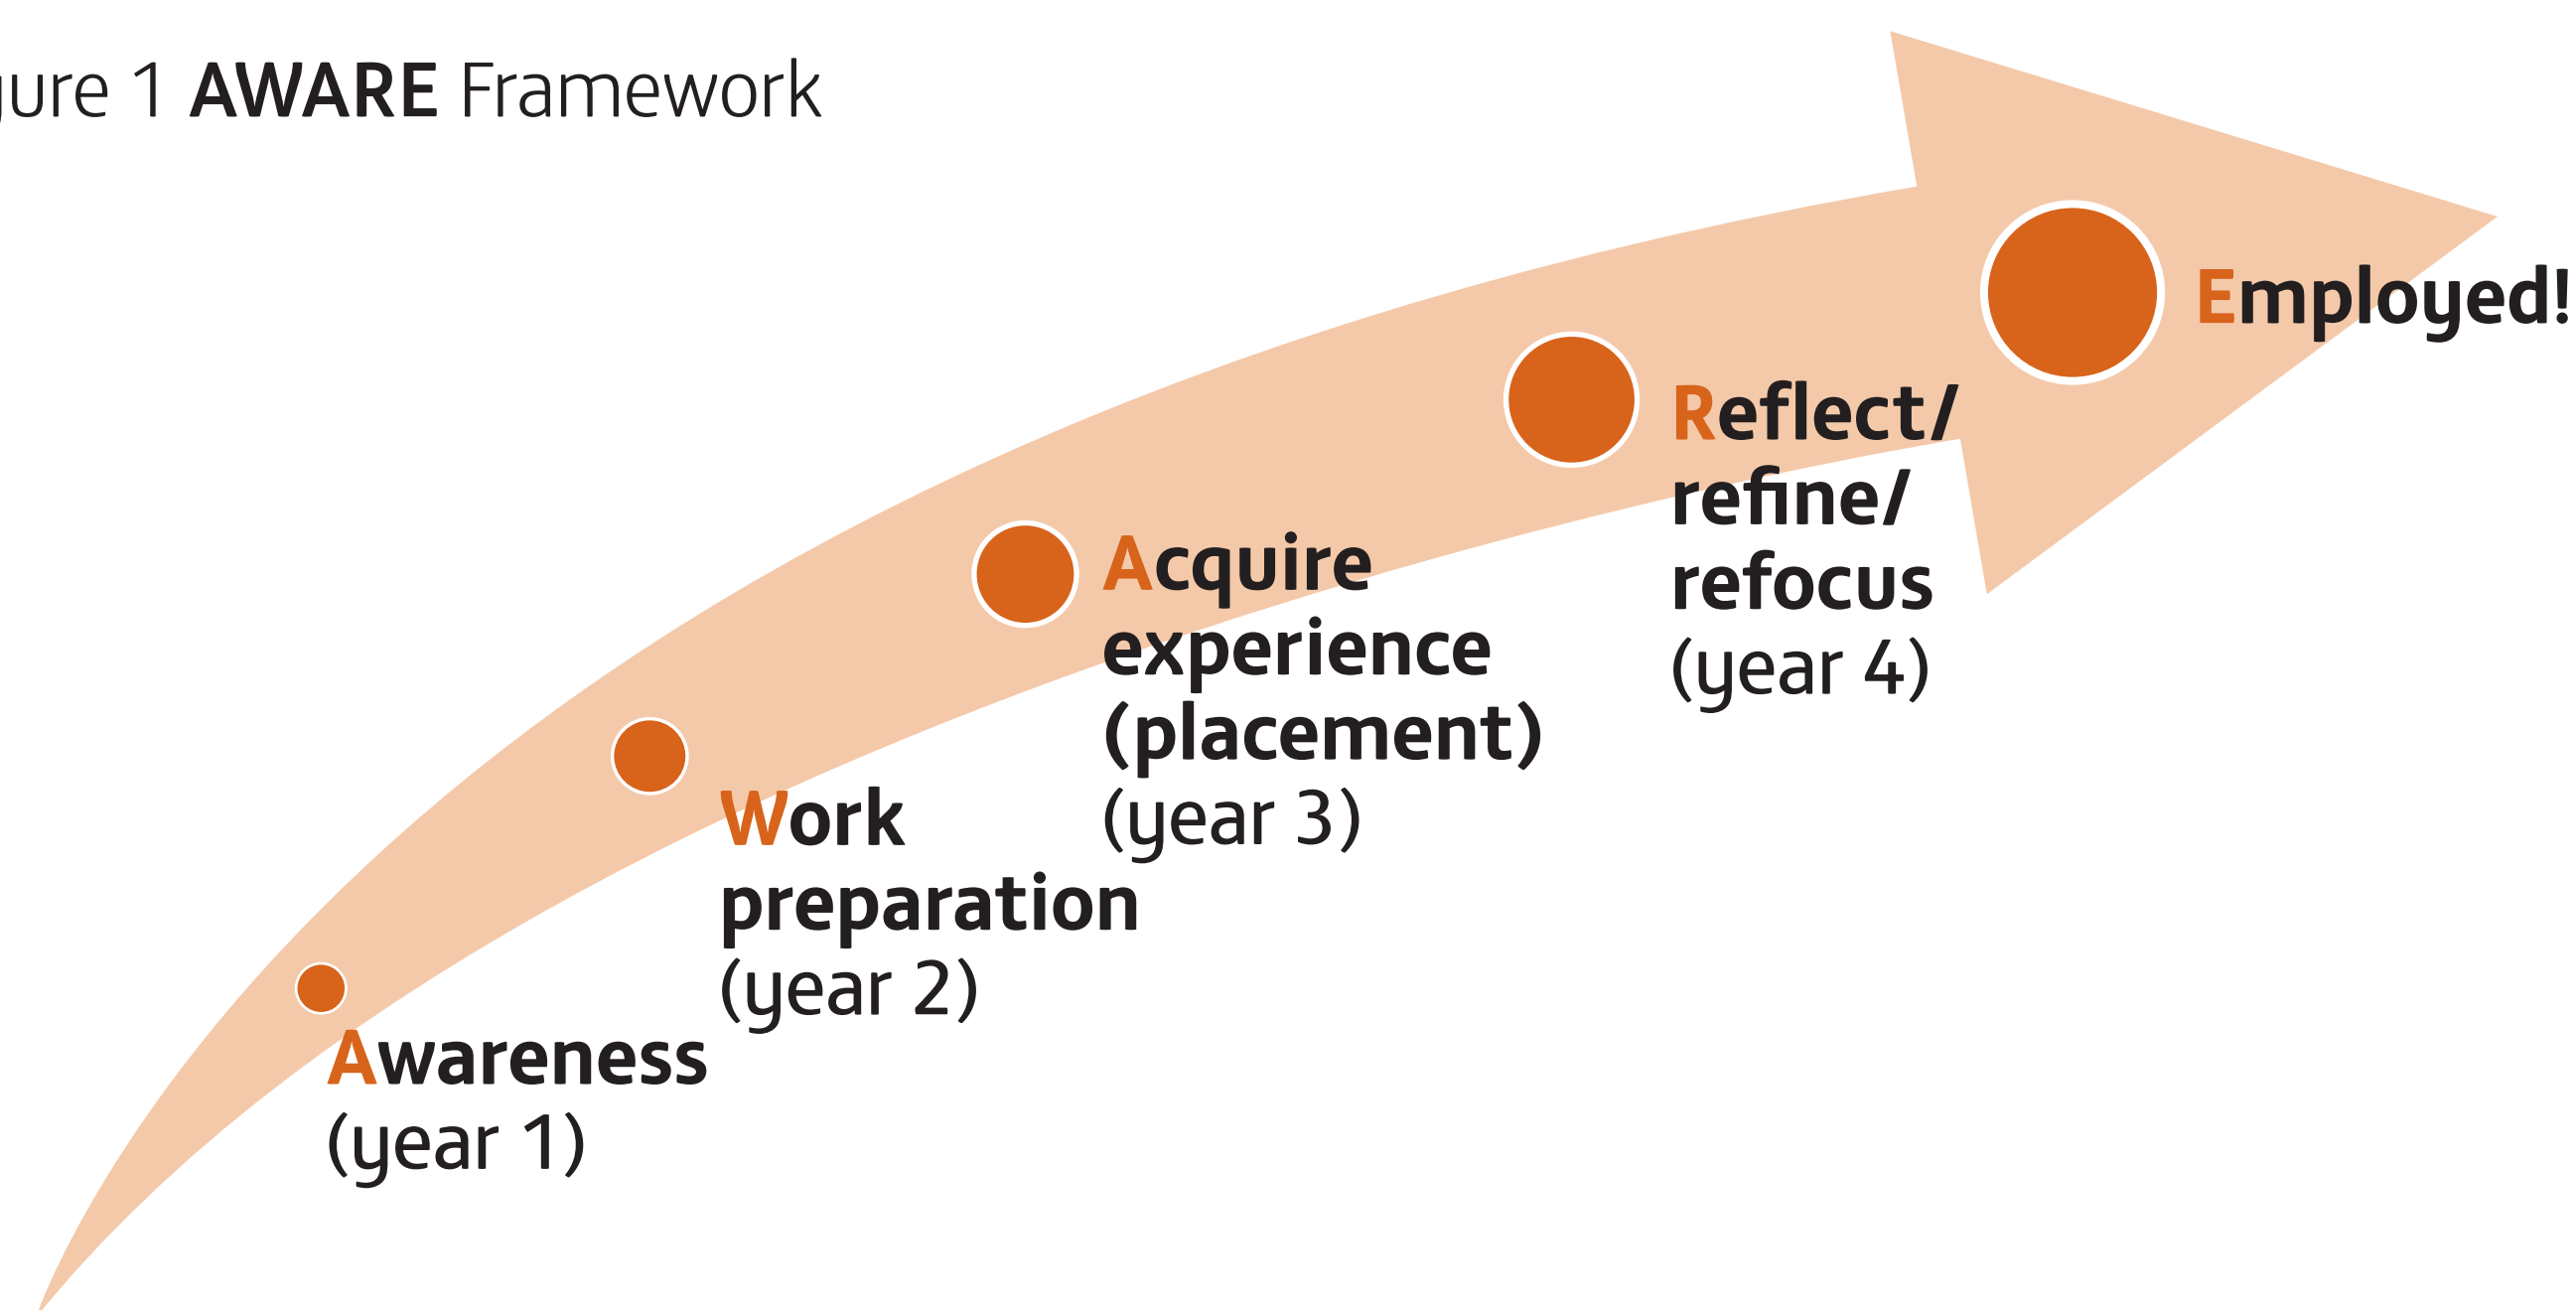 gure 1 AWARE Framework
Employed!
Reflect/
refine/
refocus
(year 4)
Acquire
experience
(placement)
(year 3)
Work
preparation
(year 2)
Awareness
(year 1)